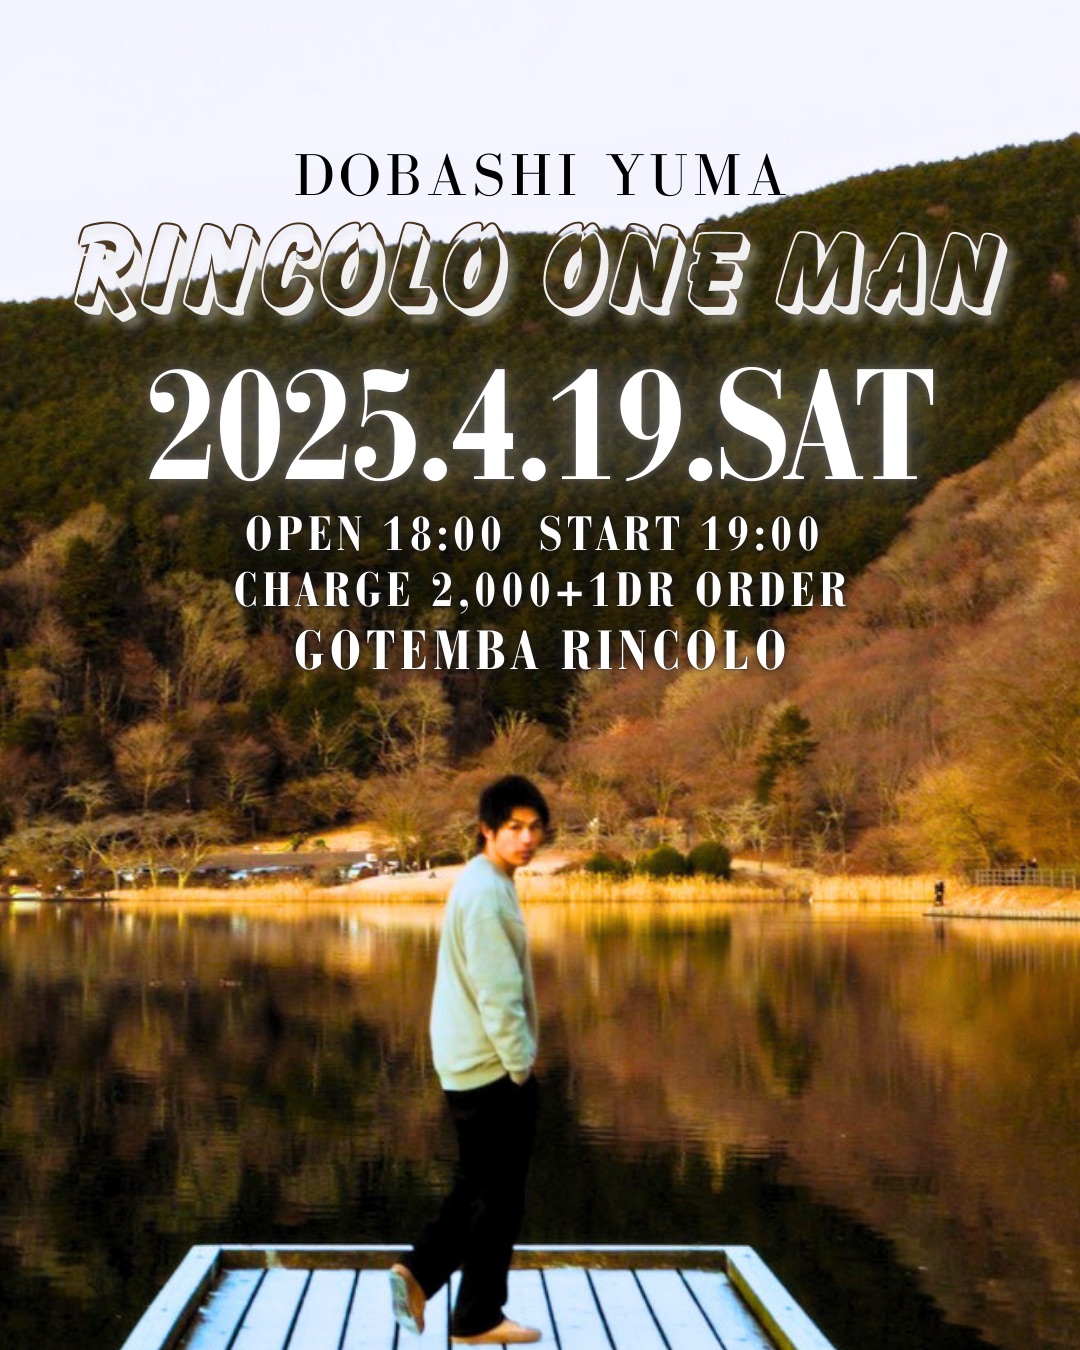 DOBASHI YUMA
RINCOLO ONE MAN
2025.4.19.SAT
OPEN 18:00 START 19:00
CHARGE 2,000+1DR ORDER
GOTEMBA RINCOLO